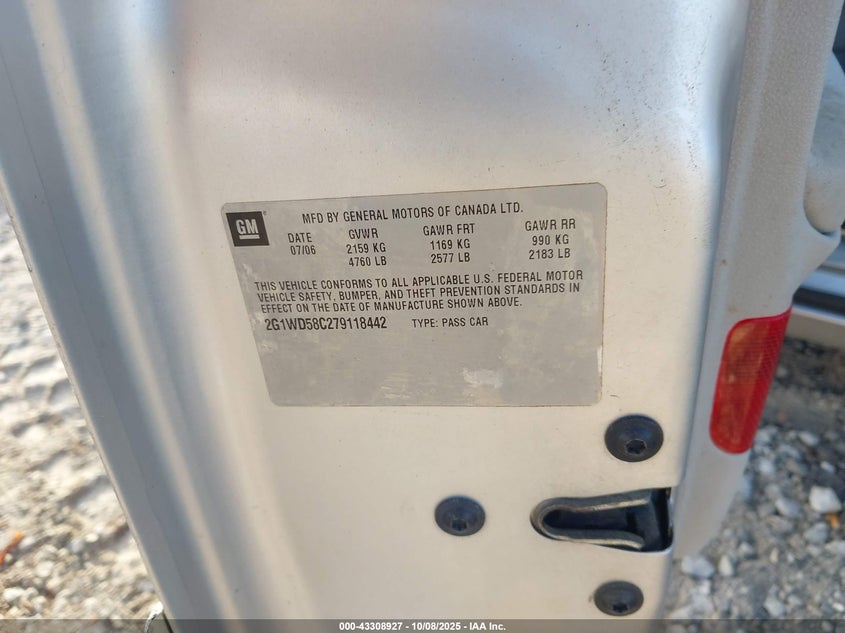 GM
MFD BY GENERAL MOTORS OF CANADA LTD.
DATE GVWR GAWR FRT GAWR RR
07/06 2159 KG 1169 KG 990 KG
4760 LB 2577 LB 2183 LB
THIS VEHICLE CONFORMS TO ALL APPLICABLE U.S. FEDERAL MOTOR
VEHICLE SAFETY, BUMPER, AND THEFT PREVENTION STANDARDS IN
EFFECT ON THE DATE OF MANUFACTURE SHOWN ABOVE.
2G1WD58C279118442 TYPE: PASS CAR
000-43308927 - 10/08/2025 - IAA Inc.